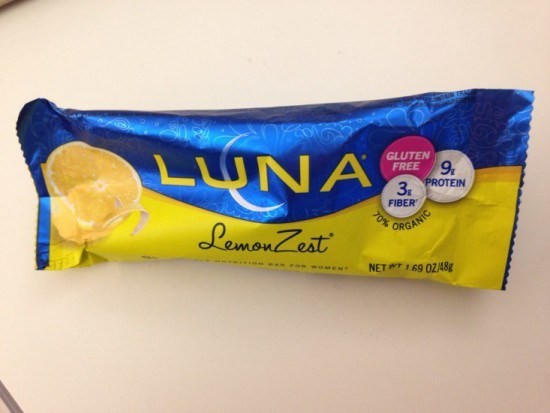 LUNA®
GLUTEN
FREE
9g
PROTEIN
3g
FIBER†
70% ORGANIC
LemonZest®
NUTRITION BAR FOR WOMEN®
NET WT 1.69 OZ/48g